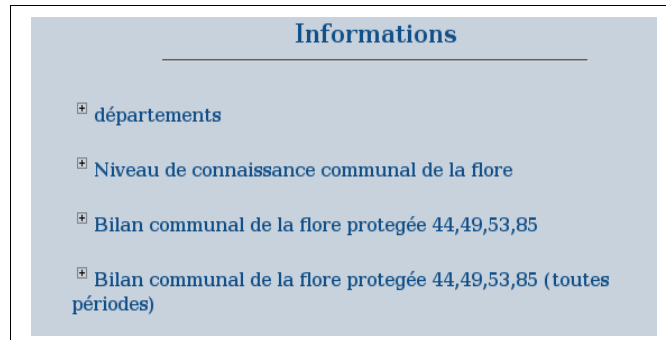 Informations
départements
Niveau de connaissance communal de la flore
Bilan communal de la flore protegée 44,49,53,85
Bilan communal de la flore protegée 44,49,53,85 (toutes
périodes)